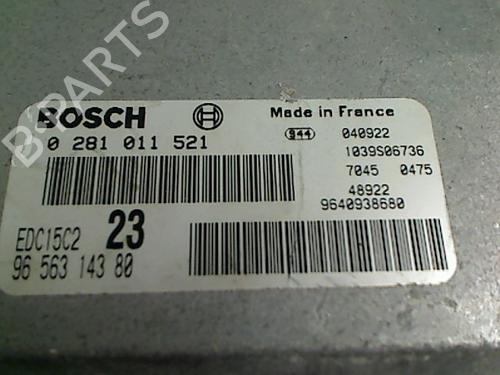 B-PARTS
BOSCH
Made in France
0 281 011 521
944
040922
1039S06736
7045 0475
48922
9640938680
EDC15C2
23
96 563 143 80